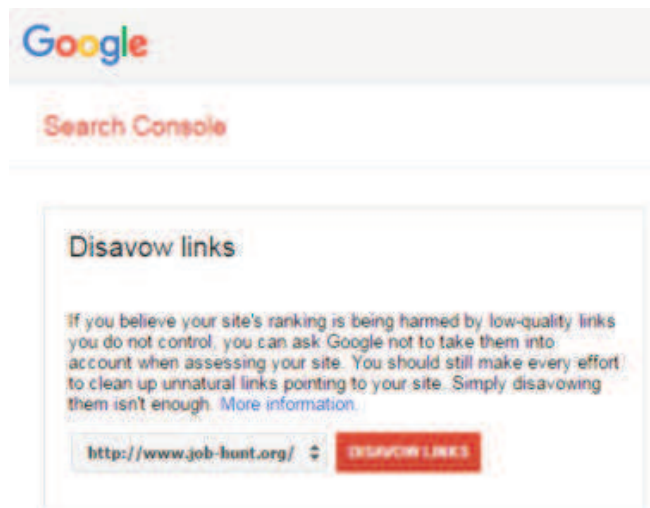 Google
Search Console
Disavow links
If you believe your site's ranking is being harmed by low-quality links
you do not control, you can ask Google not to take them into
account when assessing your site. You should still make every effort
to clean up unnatural links pointing to your site. Simply disavowing
them isn't enough. More information.
http://www.job-hunt.org/ DISAVOW LINKS